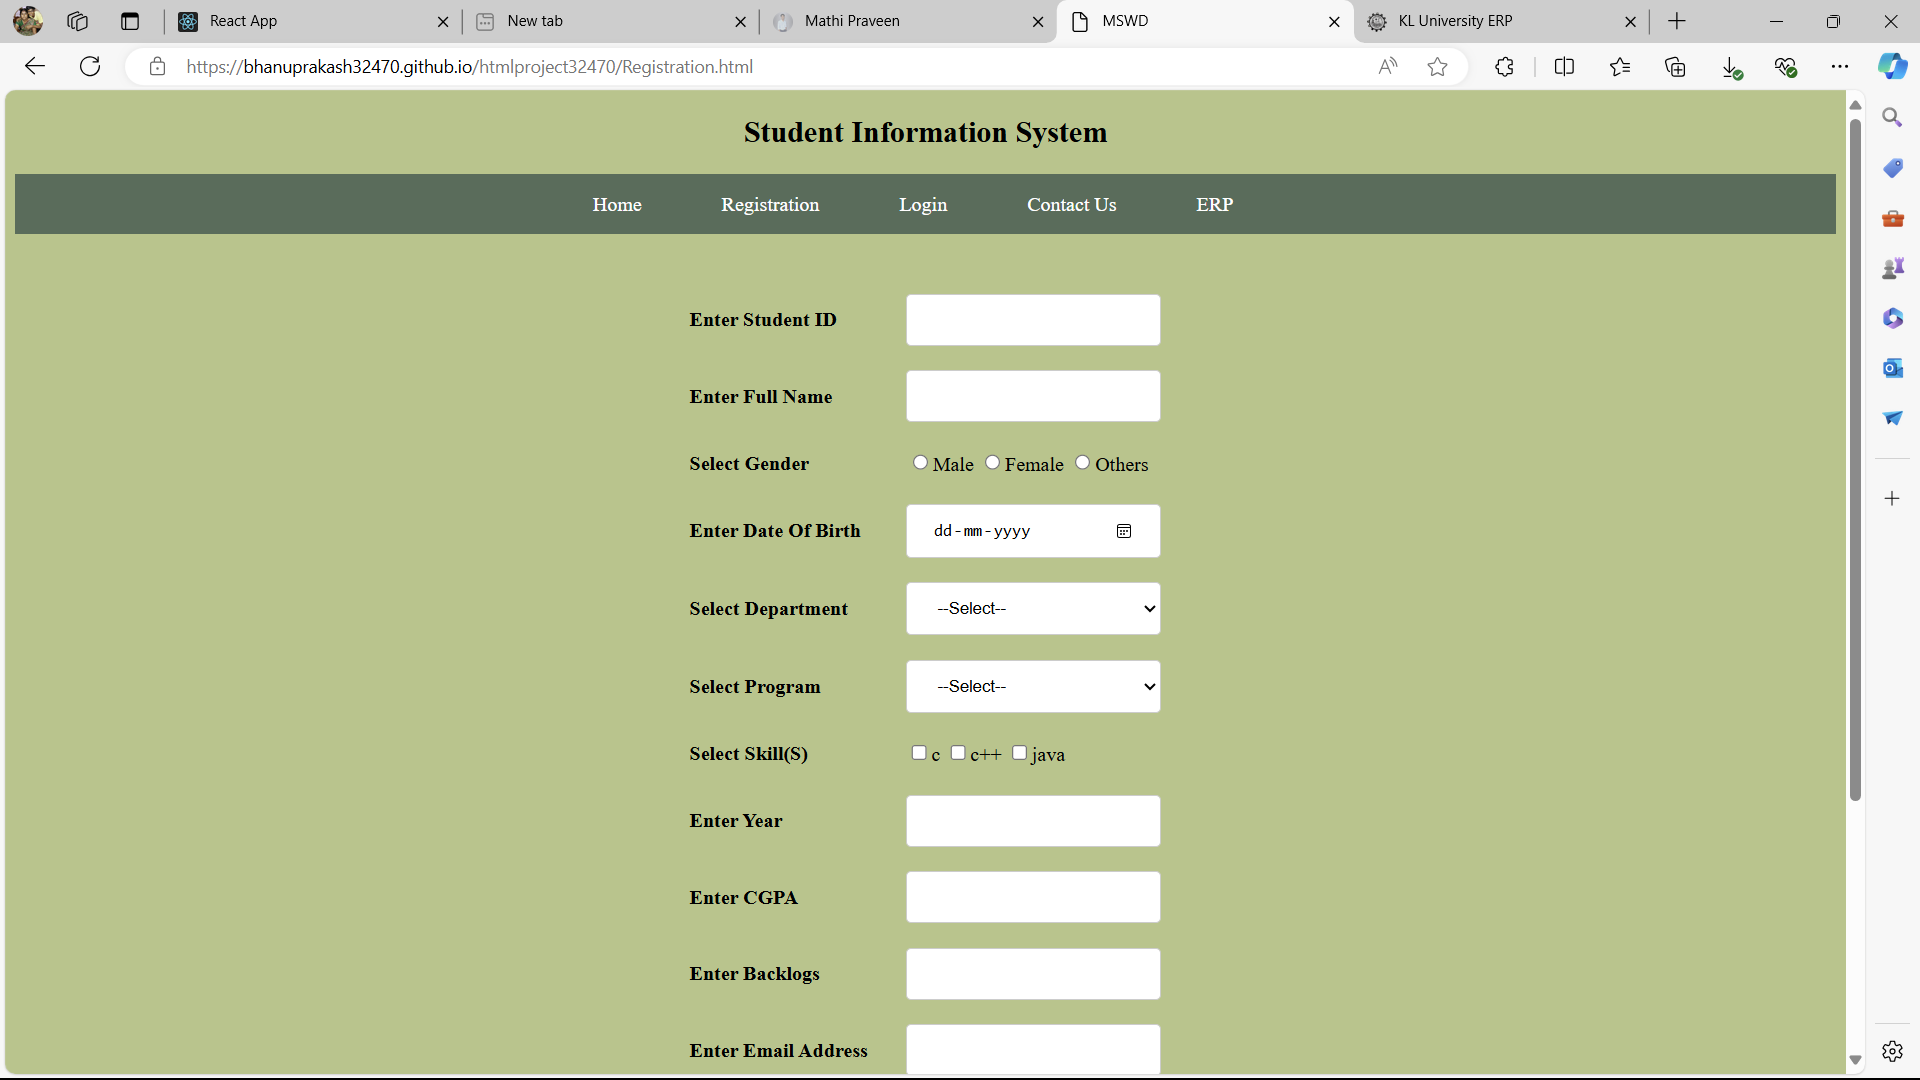 React App
New tab
Mathi Praveen
MSWD
KL University ERP
https://bhanuprakash32470.github.io/htmlproject32470/Registration.html
Student Information System
Home Registration Login Contact Us ERP
Enter Student ID
Enter Full Name
Select Gender Male Female Others
Enter Date Of Birth dd-mm-yyyy
Select Department --Select--
Select Program --Select--
Select Skill(S) c c++ java
Enter Year
Enter CGPA
Enter Backlogs
Enter Email Address